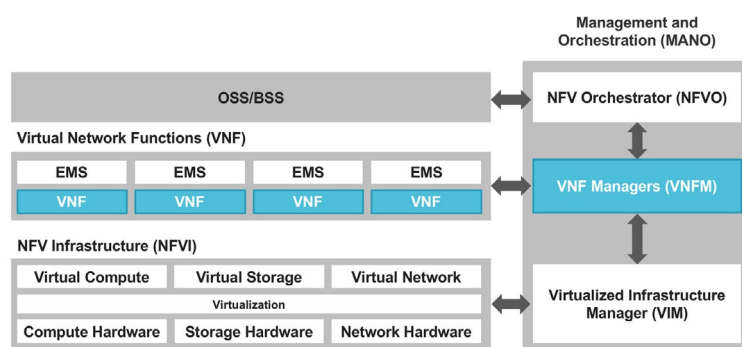 Management and
Orchestration (MANO)
OSS/BSS
NFV Orchestrator (NFVO)
Virtual Network Functions (VNF)
EMS EMS EMS EMS
VNF VNF VNF VNF
VNF Managers (VNFM)
NFV Infrastructure (NFVI)
Virtual Compute Virtual Storage Virtual Network
Virtualization
Compute Hardware Storage Hardware Network Hardware
Virtualized Infrastructure
Manager (VIM)